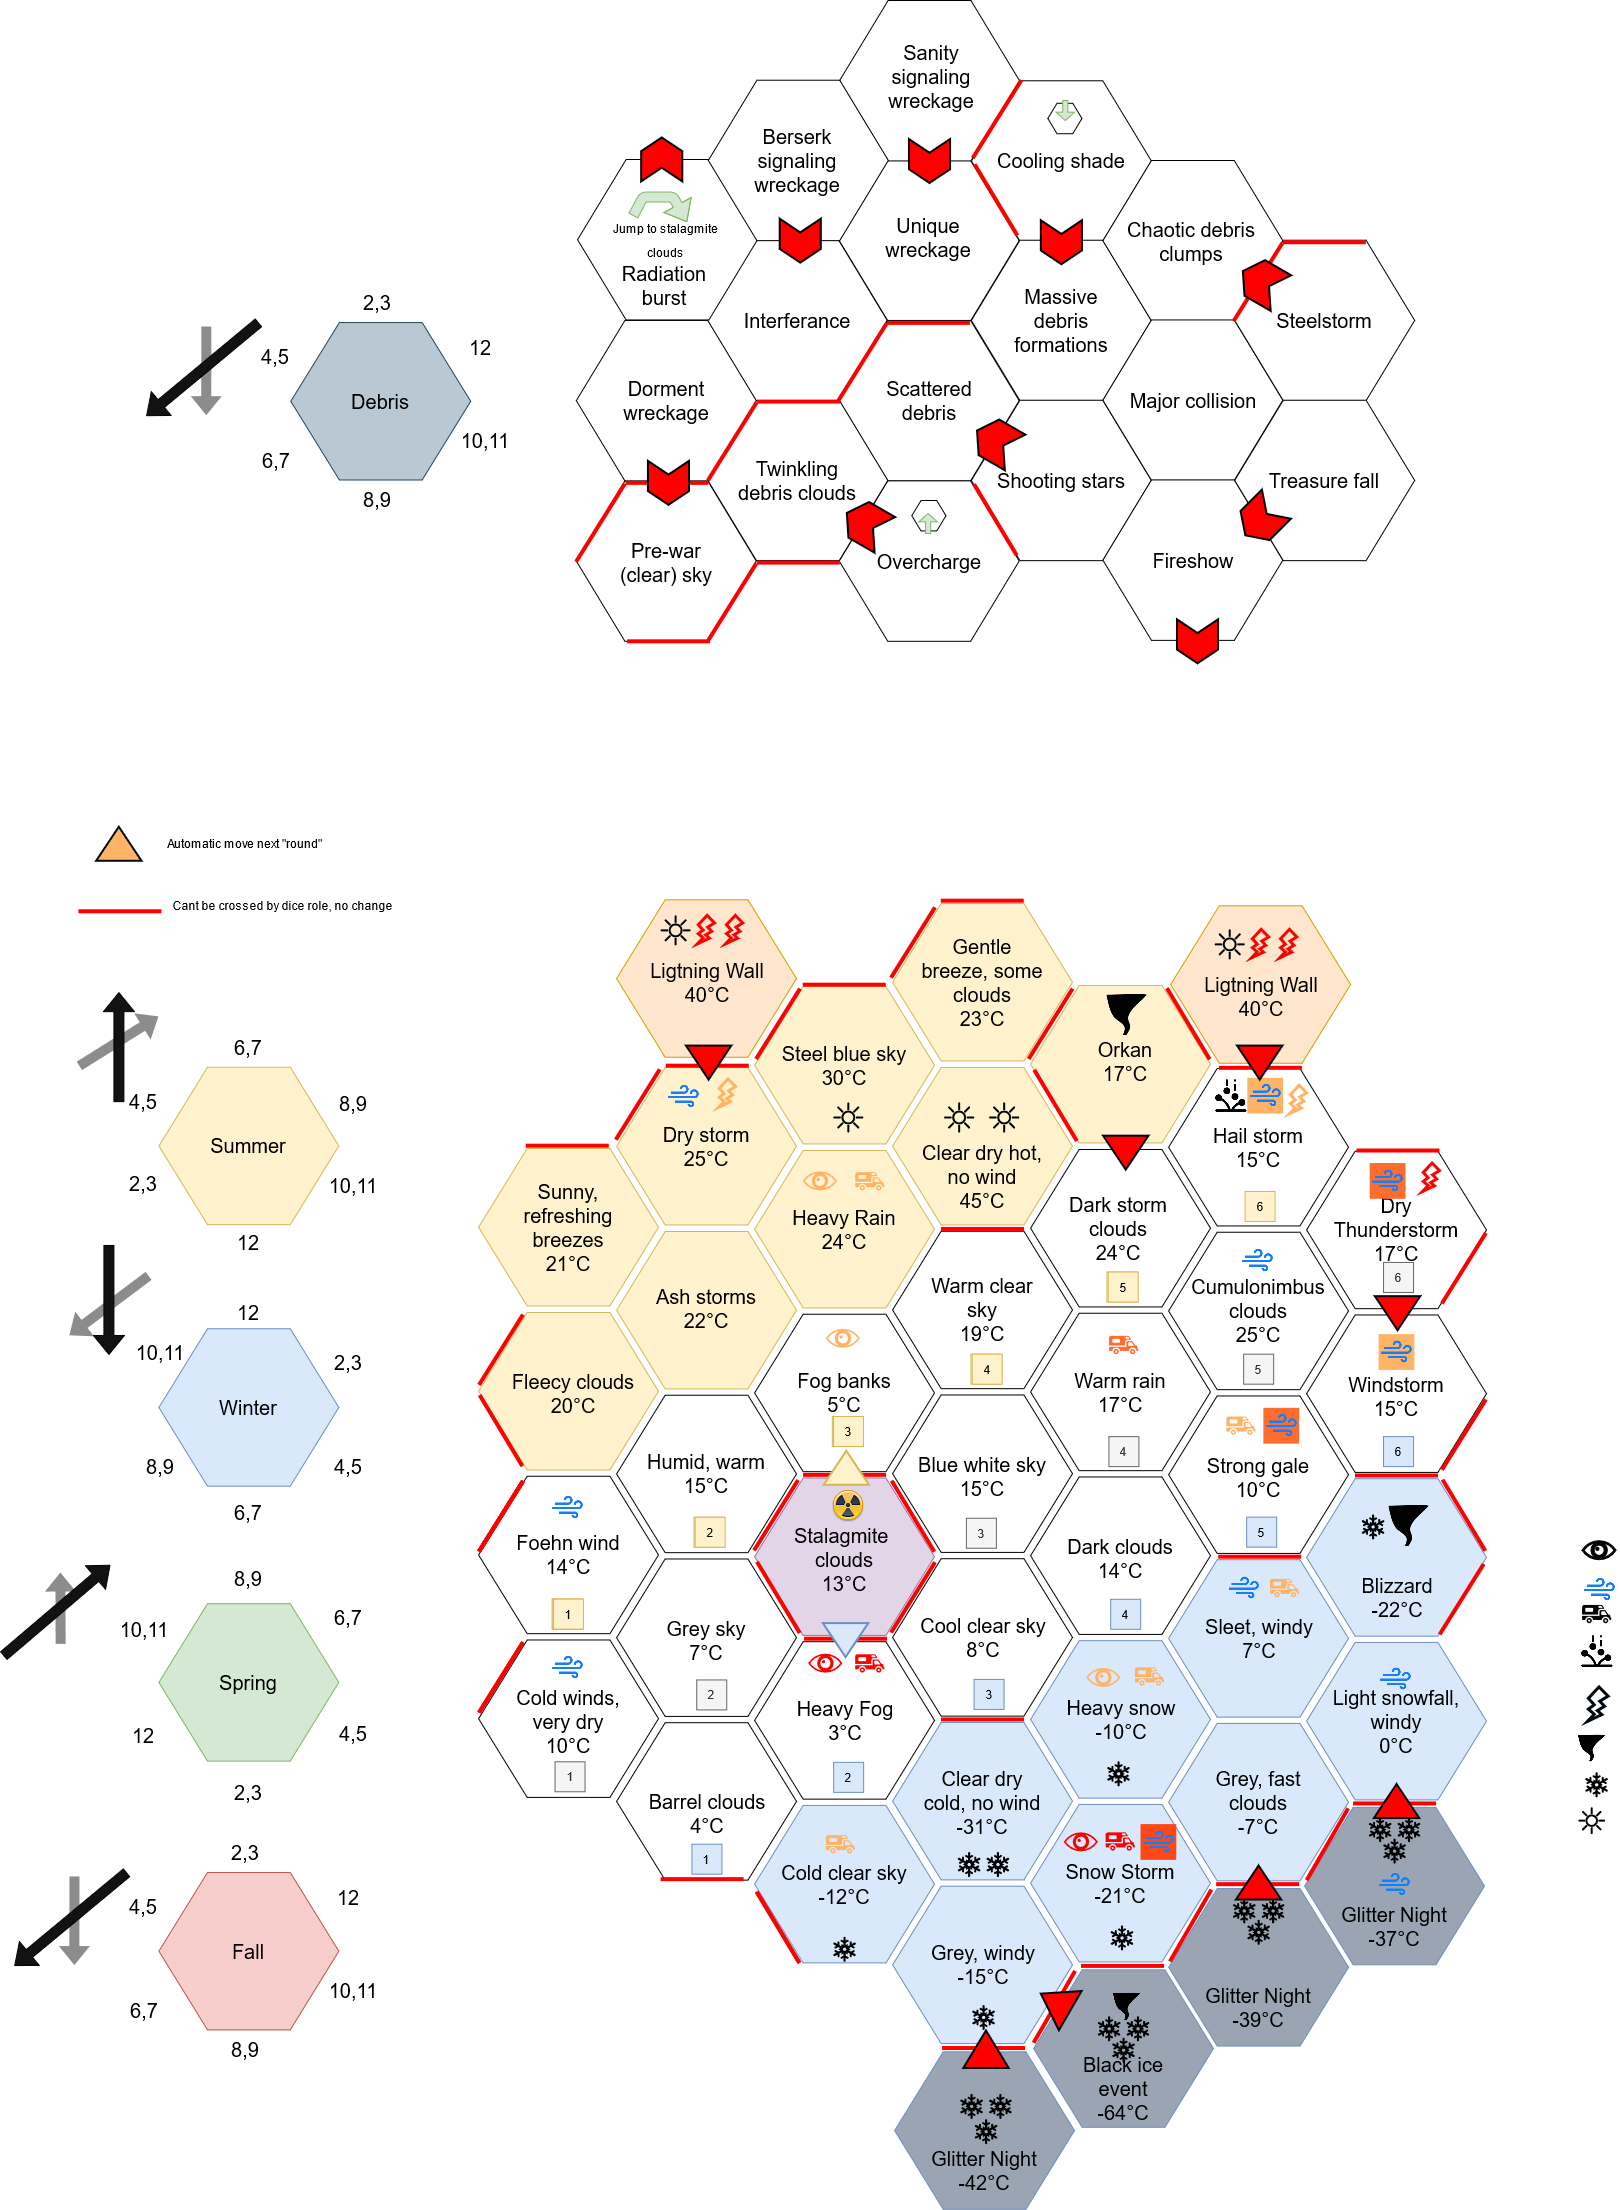 Sanity
signaling
wreckage
Berserk
signaling
wreckage
Cooling shade
Jump to stalagmite
clouds
Radiation
burst
Unique
wreckage
Chaotic debris
clumps
Interferance
Massive
debris
formations
Steelstorm
Dorment
wreckage
Scattered
debris
Major collision
Twinkling
debris clouds
Shooting stars
Treasure fall
Pre-war
(clear) sky
Overcharge
Fireshow
2,3
12
4,5
Debris
10,11
6,7
8,9
Automatic move next "round"
Cant be crossed by dice role, no change
6,7
4,5
8,9
Summer
2,3
10,11
12
12
10,11
2,3
Winter
8,9
4,5
6,7
8,9
10,11
6,7
Spring
12
4,5
2,3
2,3
4,5
12
Fall
6,7
10,11
8,9
Ligtning Wall
40°C
Gentle
breeze, some
clouds
23°C
Ligtning Wall
40°C
Steel blue sky
30°C
Orkan
17°C
Dry storm
25°C
Clear dry hot,
no wind
45°C
Hail storm
15°C
6
Sunny,
refreshing
breezes
21°C
Heavy Rain
24°C
Dark storm
clouds
24°C
5
Dry
Thunderstorm
17°C
6
Ash storms
22°C
Warm clear
sky
19°C
4
Cumulonimbus
clouds
25°C
5
Fleecy clouds
20°C
Fog banks
5°C
3
Warm rain
17°C
4
Windstorm
15°C
6
Humid, warm
15°C
2
Blue white sky
15°C
3
Strong gale
10°C
5
Foehn wind
14°C
1
Stalagmite
clouds
13°C
Dark clouds
14°C
4
Blizzard
-22°C
Grey sky
7°C
2
Cool clear sky
8°C
3
Sleet, windy
7°C
Cold winds,
very dry
10°C
1
Heavy Fog
3°C
2
Heavy snow
-10°C
Light snowfall,
windy
0°C
Barrel clouds
4°C
1
Clear dry
cold, no wind
-31°C
Grey, fast
clouds
-7°C
Cold clear sky
-12°C
Snow Storm
-21°C
Glitter Night
-37°C
Grey, windy
-15°C
Glitter Night
-39°C
Black ice
event
-64°C
Glitter Night
-42°C